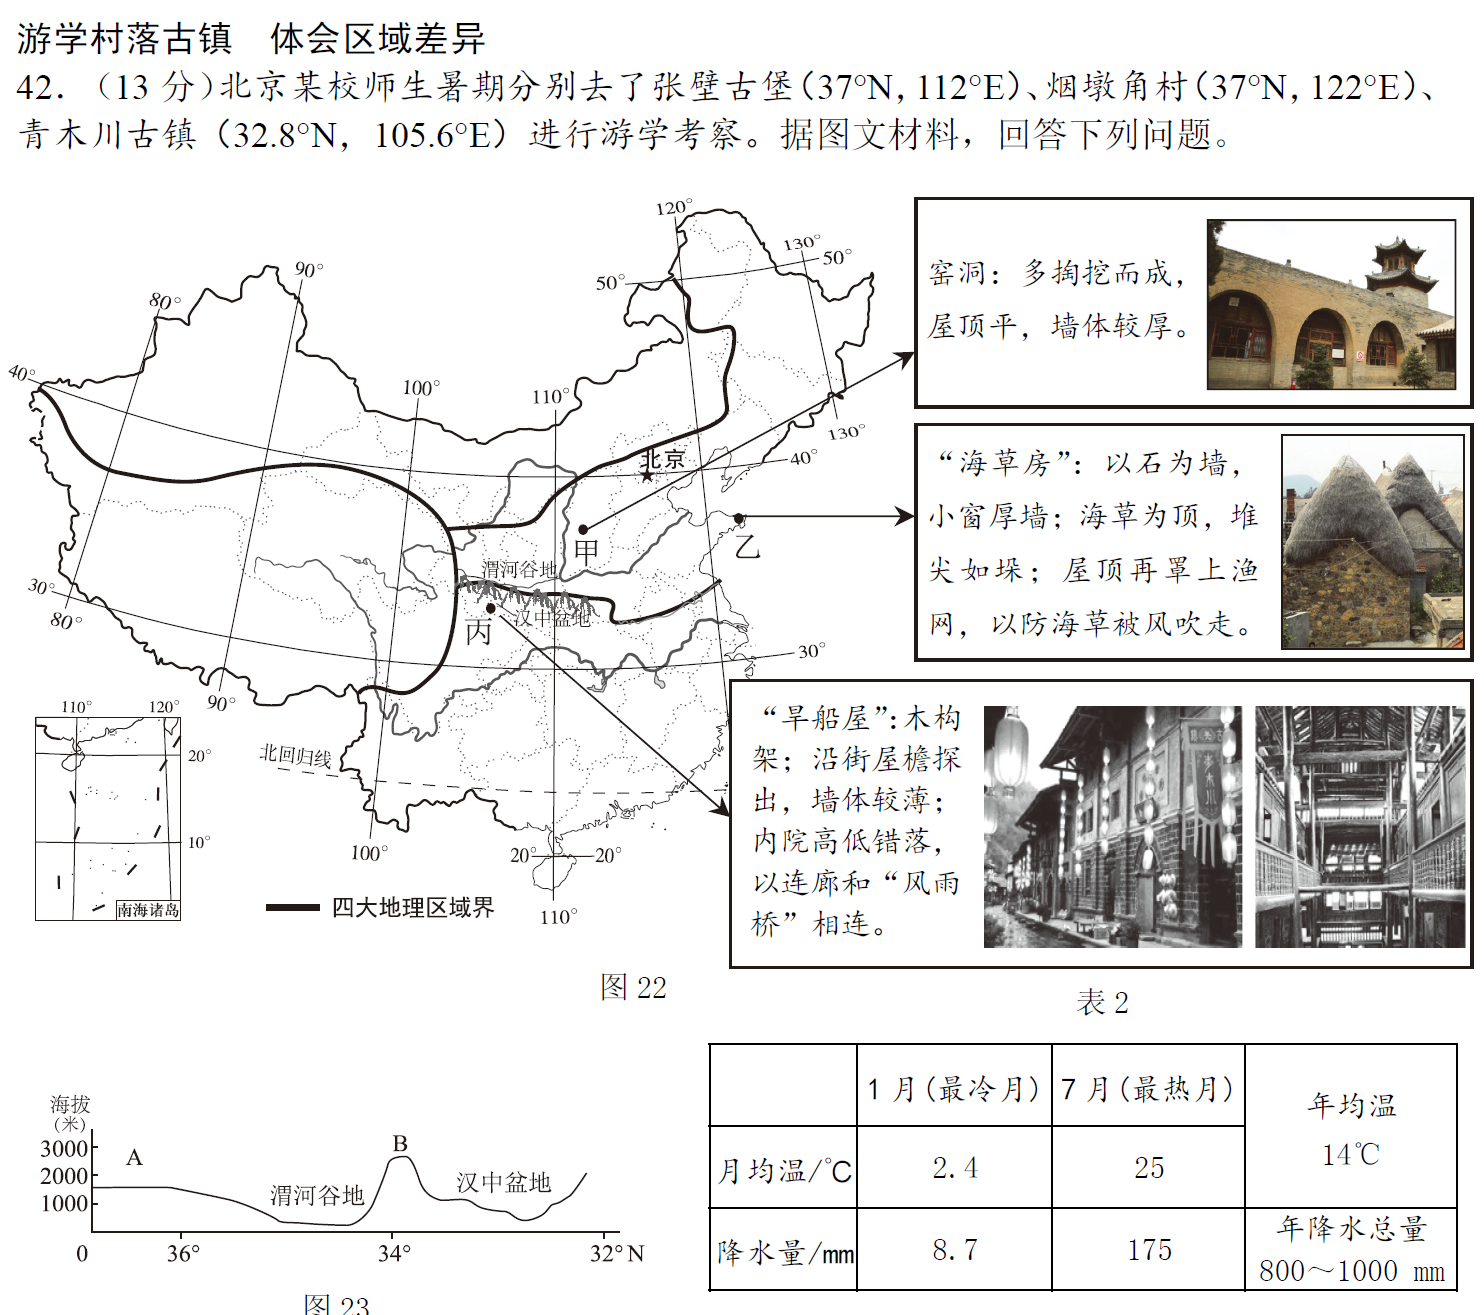 游学村落古镇　体会区域差异
42．（13 分）北京某校师生暑期分别去了张壁古堡（37°N，112°E）、烟墩角村（37°N，122°E）、
青木川古镇（32.8°N，105.6°E）进行游学考察。据图文材料，回答下列问题。
120°
130°
50°
50°
90°
80°
40°
100°
110°
130°
40°
北京
甲
乙
渭河谷地
汉中盆地
丙
30°
80°
30°
90°
北回归线
100°
20°
20°
110°
110°
120°
20°
10°
南海诸岛
四大地理区域界
窑洞：多掏挖而成，
屋顶平，墙体较厚。
“海草房”：以石为墙，
小窗厚墙；海草为顶，堆
尖如垛；屋顶再罩上渔
网，以防海草被风吹走。
“旱船屋”：木构
架；沿街屋檐探
出，墙体较薄；
内院高低错落，
以连廊和“风雨
桥”相连。
图 22
表 2
海拔
（米）
3000
2000
1000
0
A
B
渭河谷地
汉中盆地
36°
34°
32° N
图 23
1 月(最冷月)
7 月(最热月)
年均温
14℃
月均温/℃
2.4
25
降水量/mm
8.7
175
年降水总量
800～1000 mm